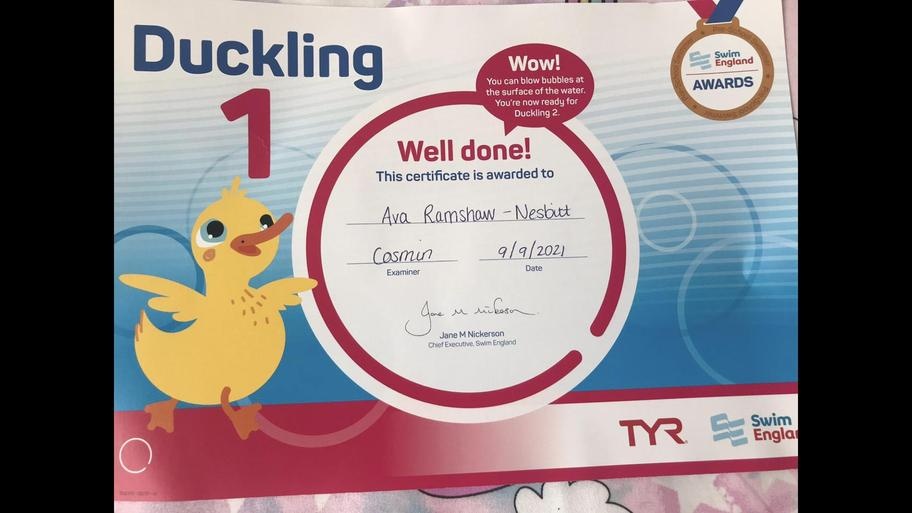 Duckling
1
Wow!
You can blow bubbles at
the surface of the water.
You're now ready for
Duckling 2.
Swim
England
AWARDS
Well done!
This certificate is awarded to
Ava Ramshaw-Nesbitt
Cosmin
Examiner
9/9/2021
Date
Jane M Nickerson
Jane M Nickerson
Chief Executive, Swim England
TYR
Swim
Englan